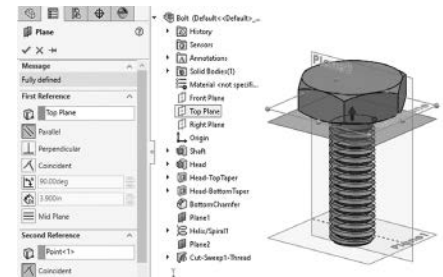 Plane
Message
Fully defined
First Reference
Top Plane
Parallel
Perpendicular
Coincident
90.00deg
3.900in
Mid Plane
Second Reference
Point<1>
Coincident
Bolt (Default<<Default>_...
History
Sensors
Annotations
Solid Bodies(1)
Material <not specifi...
Front Plane
Top Plane
Right Plane
Origin
Shaft
Head
Head-TopTaper
Head-BottomTaper
BottomChamfer
Plane1
Helix/Spiral1
Plane2
Cut-Sweep1-Thread